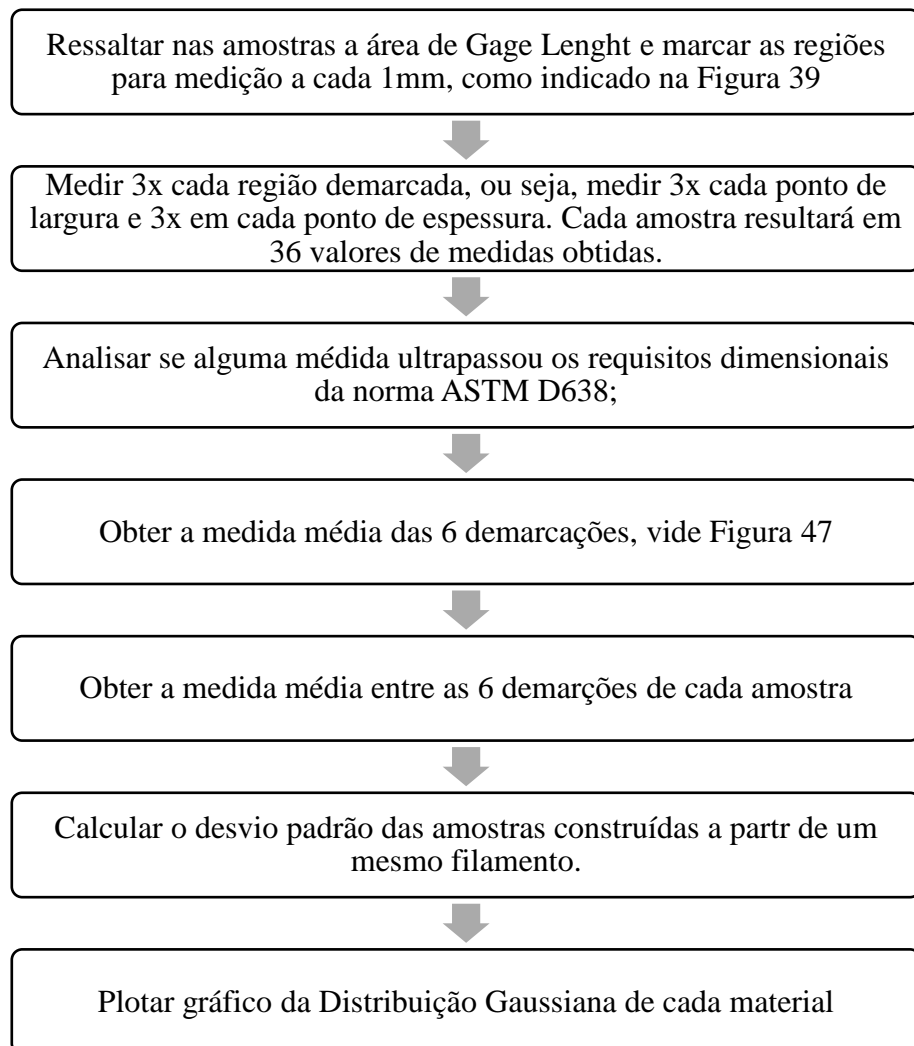 Ressaltar nas amostras a área de Gage Lenght e marcar as regiões
para medição a cada 1mm, como indicado na Figura 39
Medir 3x cada região demarcada, ou seja, medir 3x cada ponto de
largura e 3x em cada ponto de espessura. Cada amostra resultará em
36 valores de medidas obtidas.
Analisar se alguma médida ultrapassou os requisitos dimensionais
da norma ASTM D638;
Obter a medida média das 6 demarcações, vide Figura 47
Obter a medida média entre as 6 demarções de cada amostra
Calcular o desvio padrão das amostras construídas a partr de um
mesmo filamento.
Plotar gráfico da Distribuição Gaussiana de cada material